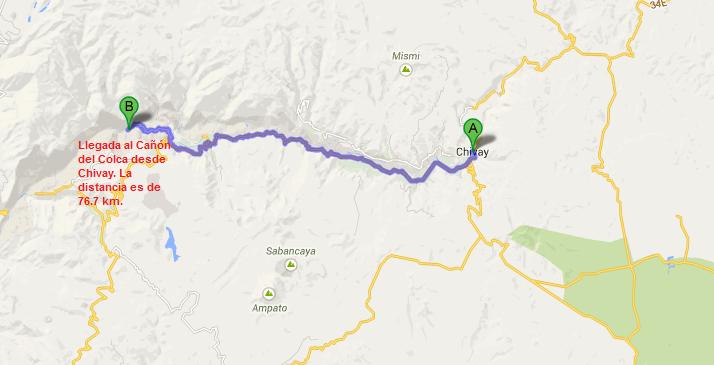 34E
Mismi
B
A
Chivay
Llegada al Cañón
del Colca desde
Chivay. La
distancia es de
76.7 km.
Sabancaya
Ampato